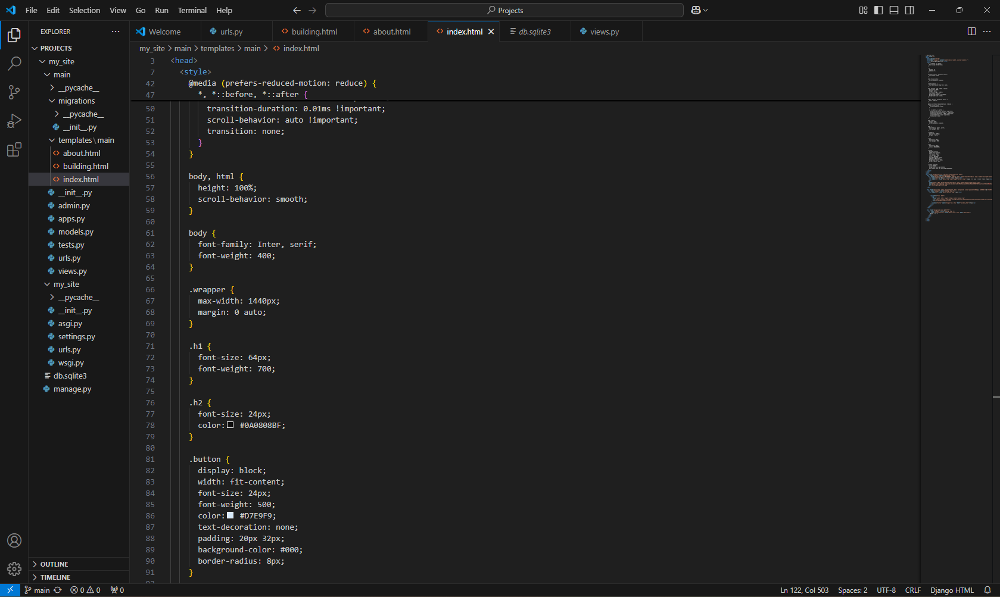 File Edit Selection View Go Run Terminal Help
Projects
EXPLORER
Welcome
urls.py
building.html
about.html
index.html
db.sqlite3
views.py
PROJECTS
my_site
main
__pycache__
migrations
__pycache__
__init__.py
templates\main
about.html
building.html
index.html
__init__.py
admin.py
apps.py
models.py
tests.py
urls.py
views.py
my_site
__pycache__
__init__.py
asgi.py
settings.py
urls.py
wsgi.py
db.sqlite3
manage.py
OUTLINE
TIMELINE
my_site > main > templates > main > index.html
3 <head>
7 <style>
42 @media (prefers-reduced-motion: reduce) {
47 *, *::before, *::after {
50 transition-duration: 0.01ms !important;
51 scroll-behavior: auto !important;
52 transition: none;
53 }
54 }
55
56 body, html {
57 height: 100%;
58 scroll-behavior: smooth;
59 }
60
61 body {
62 font-family: Inter, serif;
63 font-weight: 400;
64 }
65
66 .wrapper {
67 max-width: 1440px;
68 margin: 0 auto;
69 }
70
71 .h1 {
72 font-size: 64px;
73 font-weight: 700;
74 }
75
76 .h2 {
77 font-size: 24px;
78 color: #0A0808BF;
79 }
80
81 .button {
82 display: block;
83 width: fit-content;
84 font-size: 24px;
85 font-weight: 500;
86 color: #D7E9F9;
87 text-decoration: none;
88 padding: 20px 32px;
89 background-color: #000;
90 border-radius: 8px;
91 }
main 0 0 0
Ln 122, Col 503 Spaces: 2 UTF-8 CRLF Django HTML